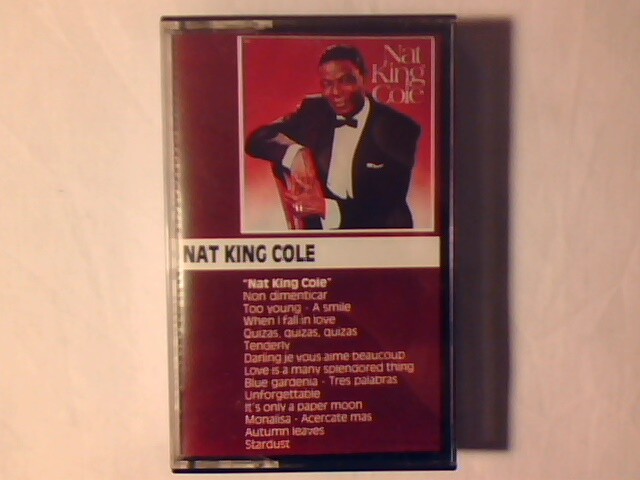 Nat
King
Cole
NAT KING COLE
"Nat King Cole"
Non dimenticar
Too young - A smile
When I fall in love
Quizas, quizas, quizas
Tenderly
Darling je vous aime beaucoup
Love is a many splendored thing
Blue gardenia - Tres palabras
Unforgettable
It's only a paper moon
Monalisa - Acercate mas
Autumn leaves
Stardust